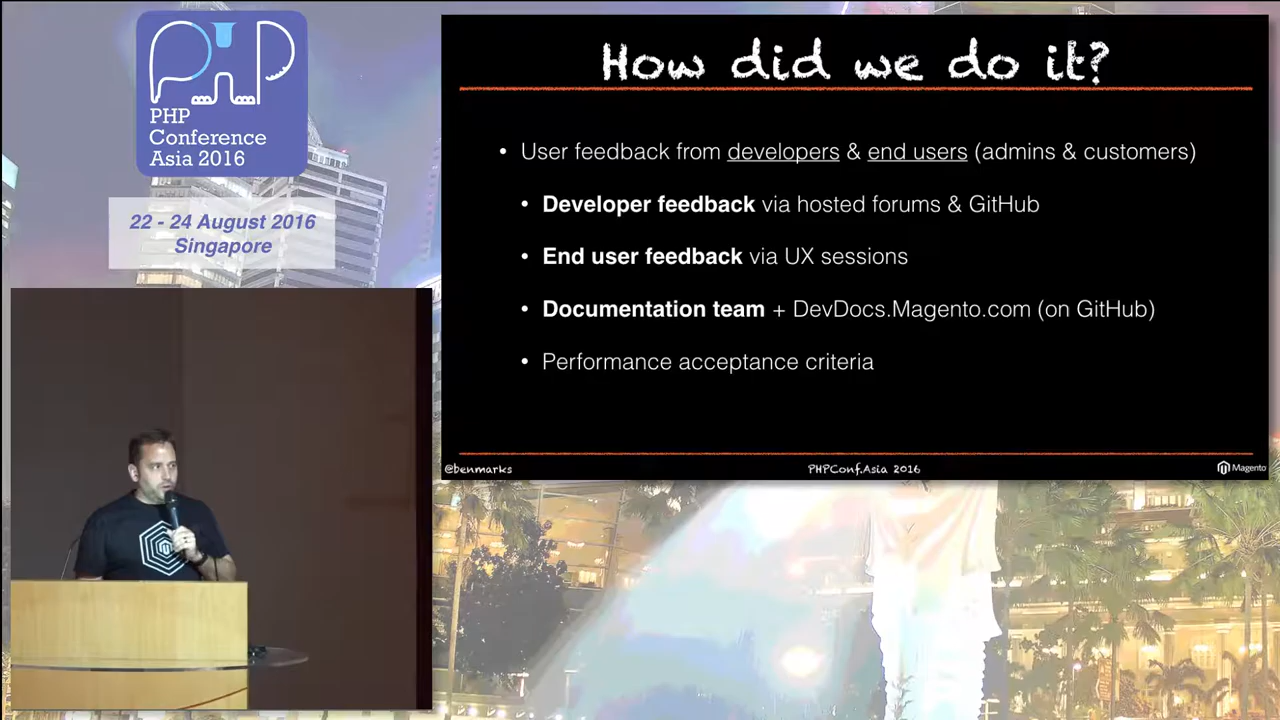 PHP
Conference
Asia 2016
22 - 24 August 2016
Singapore
How did we do it?
• User feedback from developers & end users (admins & customers)
• Developer feedback via hosted forums & GitHub
• End user feedback via UX sessions
• Documentation team + DevDocs.Magento.com (on GitHub)
• Performance acceptance criteria
@benmarks
PHPConf.Asia 2016
Magento